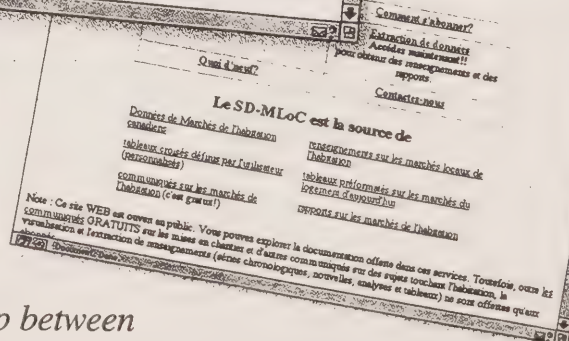 Comment s'abonner?
Extraction de données
Accédez maintenant!!
pour obtenir des renseignements et des
rapports.
Quoi d'neuf?
Contactez-nous
Le SD-MLoC est la source de
Données de Marchés de l'habitation
canadiens
tableaux croisés définis par l'utilisateur
(personnalisés)
communiqués sur les marchés de
l'habitation (c'est gratuit!)
renseignements sur les marchés locaux de
l'habitation
tableaux préformatés sur les marchés du
logement d'aujourd'hui
rapports sur les marchés de l'habitation
Note : Ce site WEB est ouvert au public. Vous pouvez explorer la documentation offerte dans ces services. Toutefois, outre les
communiqués GRATUITS sur les mises en chantier et d'autres communiqués sur des sujets touchant l'habitation, la
visualisation et l'extraction de renseignements (séries chronologiques, nouvelles, analyses et tableaux) ne sont offertes qu'aux
abonnés.
between